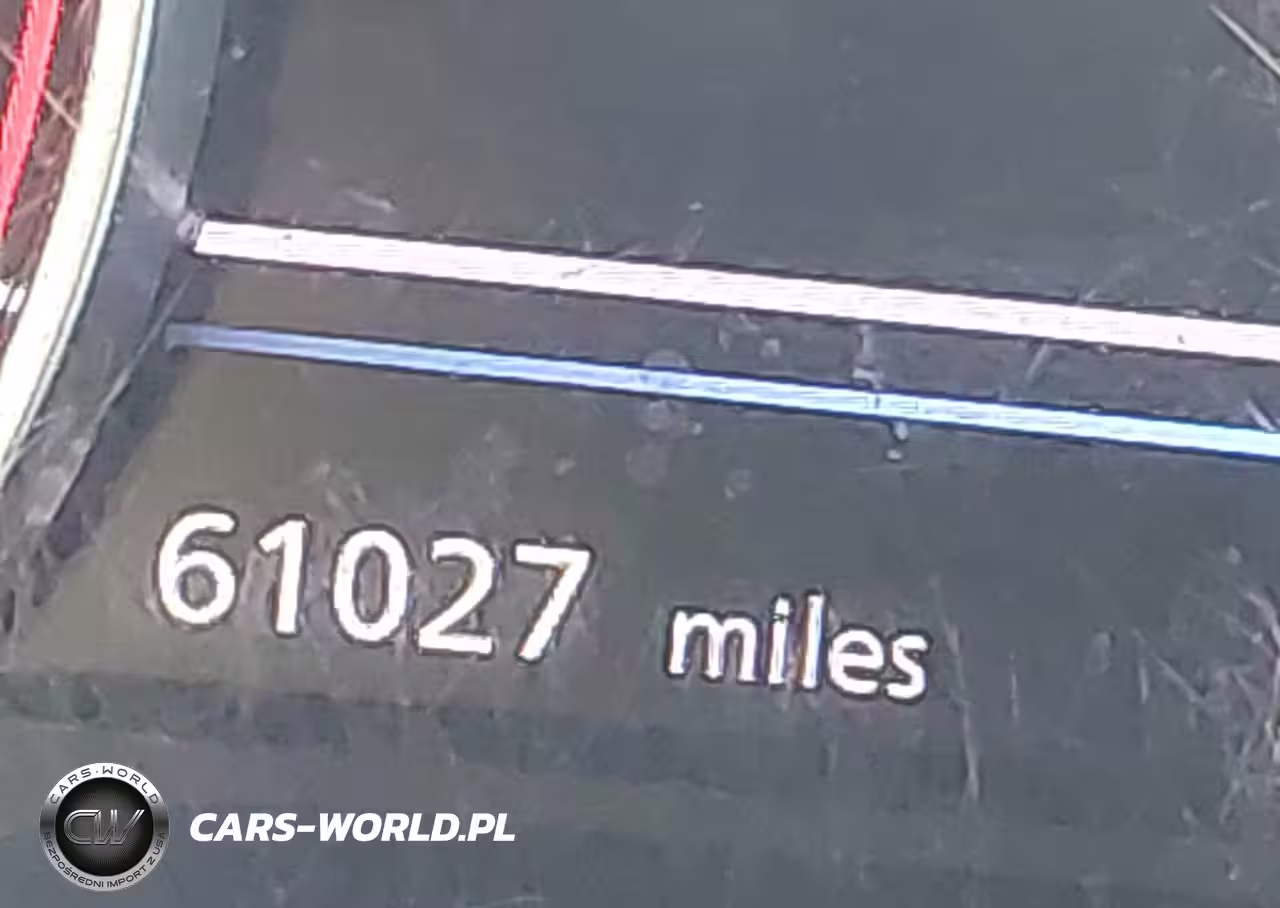 61027 miles
CARS·WORLD
CW
BEZPOŚREDNI IMPORT Z USA
CARS-WORLD.PL